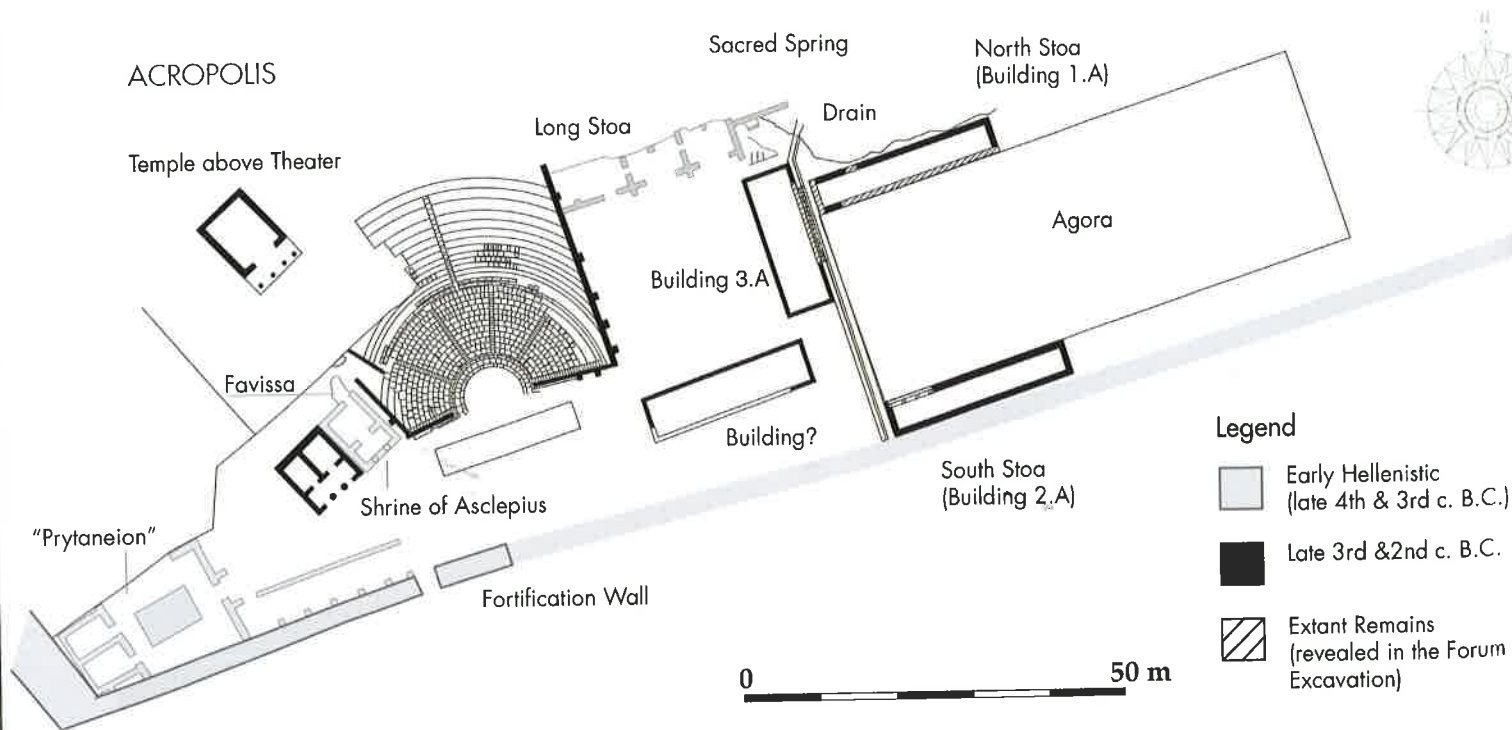 ACROPOLIS
Sacred Spring
North Stoa
(Building 1.A)
Drain
Long Stoa
Temple above Theater
Agora
Building 3.A
Favissa
Building?
Shrine of Asclepius
South Stoa
(Building 2.A)
"Prytaneion"
Fortification Wall
Legend
Early Hellenistic
(late 4th & 3rd c. B.C.)
Late 3rd &2nd c. B.C.
Extant Remains
(revealed in the Forum
Excavation)
0
50 m